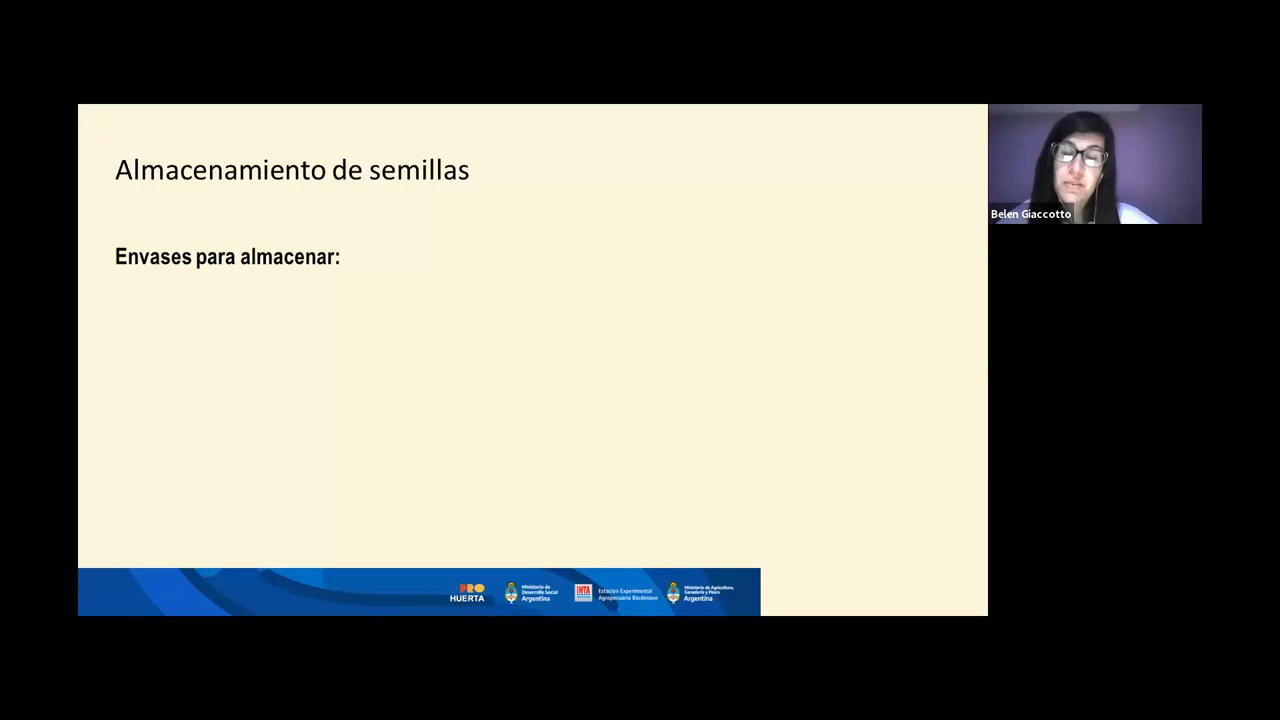 Almacenamiento de semillas
Envases para almacenar:
Belen Giaccotto
PRO
HUERTA
Ministerio de
Desarrollo Social
Argentina
INTA
Estación Experimental
Agropecuaria Bordenave
Ministerio de Agricultura,
Ganadería y Pesca
Argentina